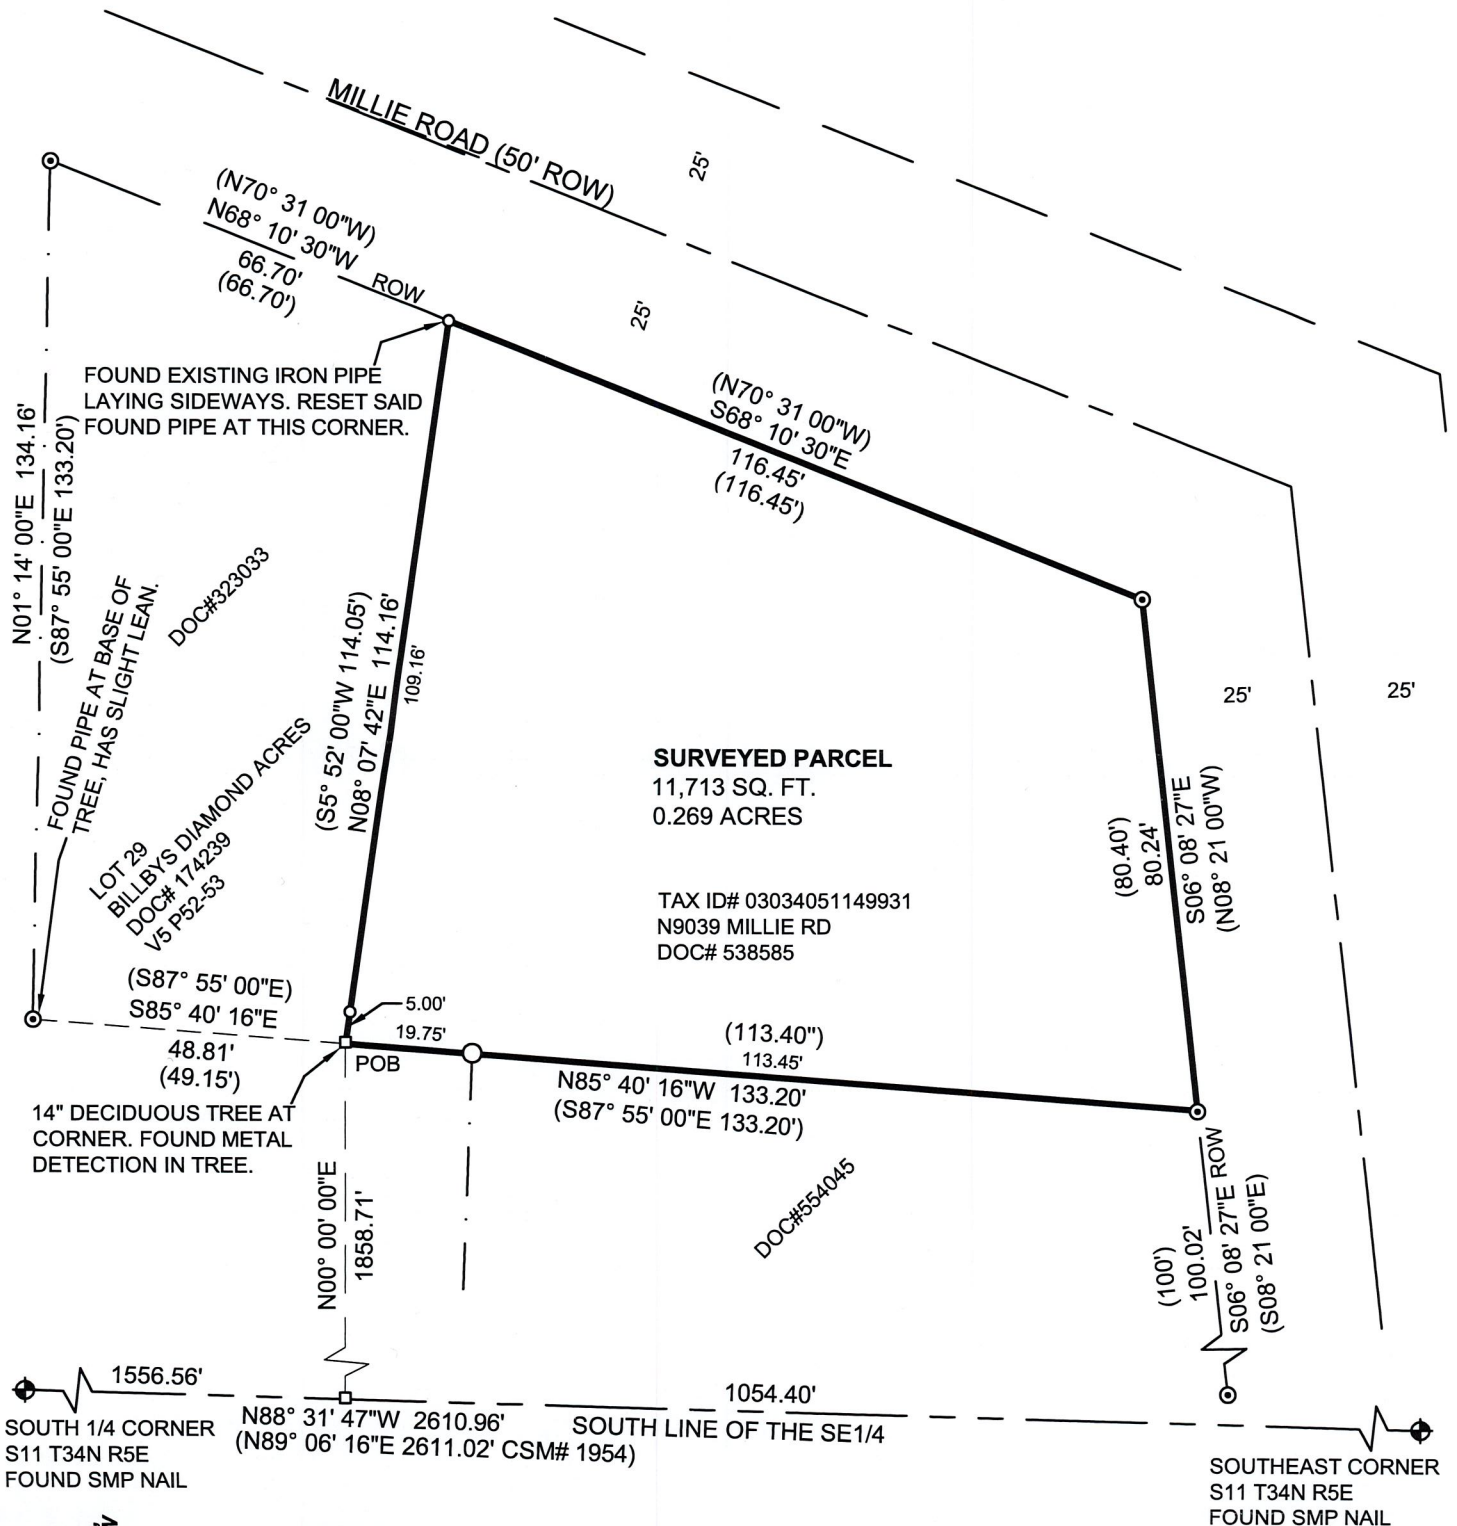 MILLIE ROAD (50' ROW)
25'
(N70° 31 00"W)
N68° 10' 30"W
66.70'
(66.70')
ROW
25'
FOUND EXISTING IRON PIPE
LAYING SIDEWAYS. RESET SAID
FOUND PIPE AT THIS CORNER.
(N70° 31 00"W)
S68° 10' 30"E
116.45'
(116.45')
N01° 14' 00"E 134.16'
(S87° 55' 00"E 133.20')
FOUND PIPE AT BASE OF
TREE, HAS SLIGHT LEAN.
DOC#323033
(S5° 52' 00"W 114.05')
N08° 07' 42"E 114.16'
109.16'
25'
25'
SURVEYED PARCEL
11,713 SQ. FT.
0.269 ACRES
(80.40')
80.24'
S06° 08' 27"E
(N08° 21 00"W)
LOT 29
BILLBYS DIAMOND ACRES
DOC# 174239
V5 P52-53
TAX ID# 03034051149931
N9039 MILLIE RD
DOC# 538585
(S87° 55' 00"E)
S85° 40' 16"E
48.81'
(49.15')
5.00'
19.75'
POB
(113.40")
113.45'
N85° 40' 16"W 133.20'
(S87° 55' 00"E 133.20')
14" DECIDUOUS TREE AT
CORNER. FOUND METAL
DETECTION IN TREE.
N00° 00' 00"E
1858.71'
DOC#554045
(100')
100.02'
S06° 08' 27"E ROW
(S08° 21 00"E)
1556.56'
1054.40'
N88° 31' 47"W 2610.96'
(N89° 06' 16"E 2611.02' CSM# 1954)
SOUTH LINE OF THE SE1/4
SOUTH 1/4 CORNER
S11 T34N R5E
FOUND SMP NAIL
SOUTHEAST CORNER
S11 T34N R5E
FOUND SMP NAIL